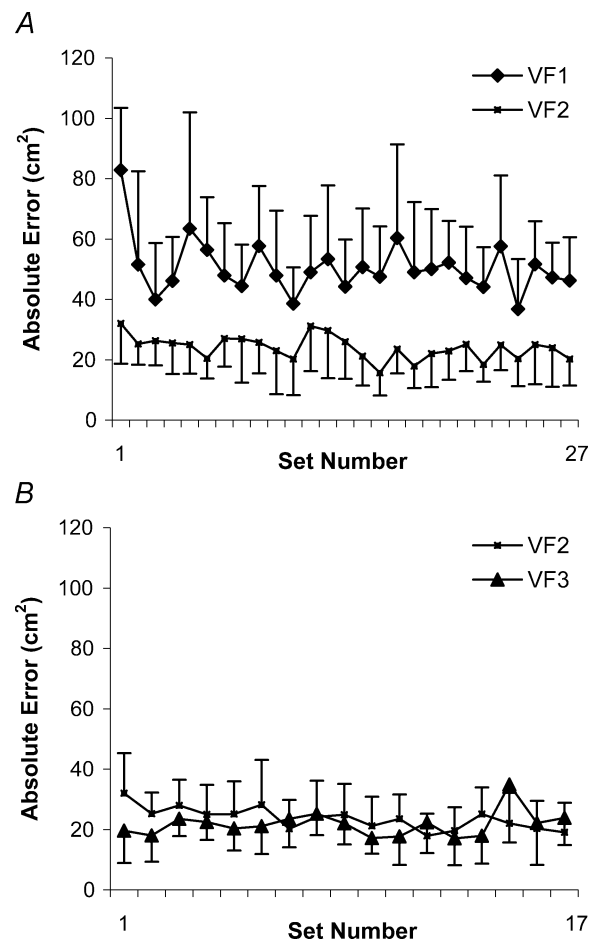 A
120
100
80
60
40
20
0
Absolute Error (cm²)
VF1
VF2
1
Set Number
27
B
120
100
80
60
40
20
0
Absolute Error (cm²)
VF2
VF3
1
Set Number
17